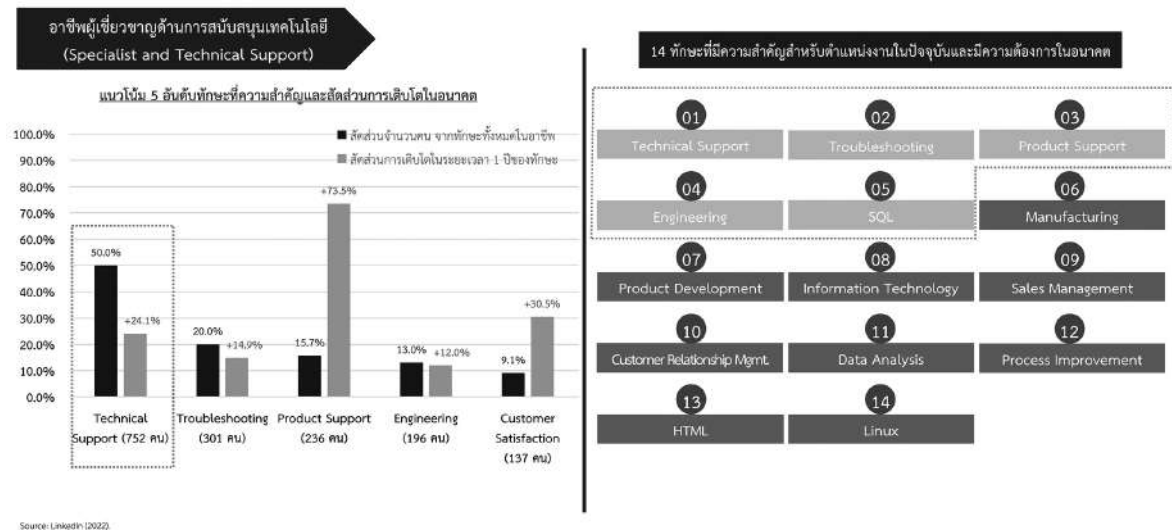 อาชีพผู้เชี่ยวชาญด้านการสนับสนุนเทคโนโลยี
(Specialist and Technical Support)
แนวโน้ม 5 อันดับทักษะที่ความสำคัญและสัดส่วนการเติบโตในอนาคต
สัดส่วนจำนวนคน จากทักษะทั้งหมดในอาชีพ
สัดส่วนการเติบโตในระยะเวลา 1 ปีของทักษะ
100.0%
90.0%
80.0%
70.0%
60.0%
50.0%
40.0%
30.0%
20.0%
10.0%
0.0%
50.0%
+24.1%
20.0%
+14.9%
15.7%
+73.5%
13.0%
+12.0%
9.1%
+30.5%
Technical
Support (752 คน)
Troubleshooting
(301 คน)
Product Support
(236 คน)
Engineering
(196 คน)
Customer
Satisfaction
(137 คน)
Source: LinkedIn (2022).
14 ทักษะที่มีความสำคัญสำหรับตำแหน่งงานในปัจจุบันและมีความต้องการในอนาคต
01
Technical Support
02
Troubleshooting
03
Product Support
04
Engineering
05
SQL
06
Manufacturing
07
Product Development
08
Information Technology
09
Sales Management
10
Customer Relationship Mgmt.
11
Data Analysis
12
Process Improvement
13
HTML
14
Linux